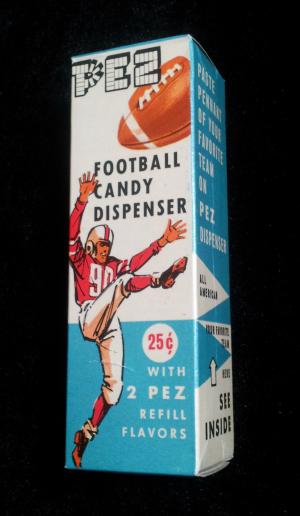 PEZ
FOOTBALL
CANDY
DISPENSER
90
25¢
WITH
2 PEZ
REFILL
FLAVORS
PASTE
PENNANT
OF YOUR
FAVORITE
TEAM
ON
PEZ
DISPENSER
ALL
AMERICAN
YOUR FAVORITE
TEAM
HERE
SEE
INSIDE